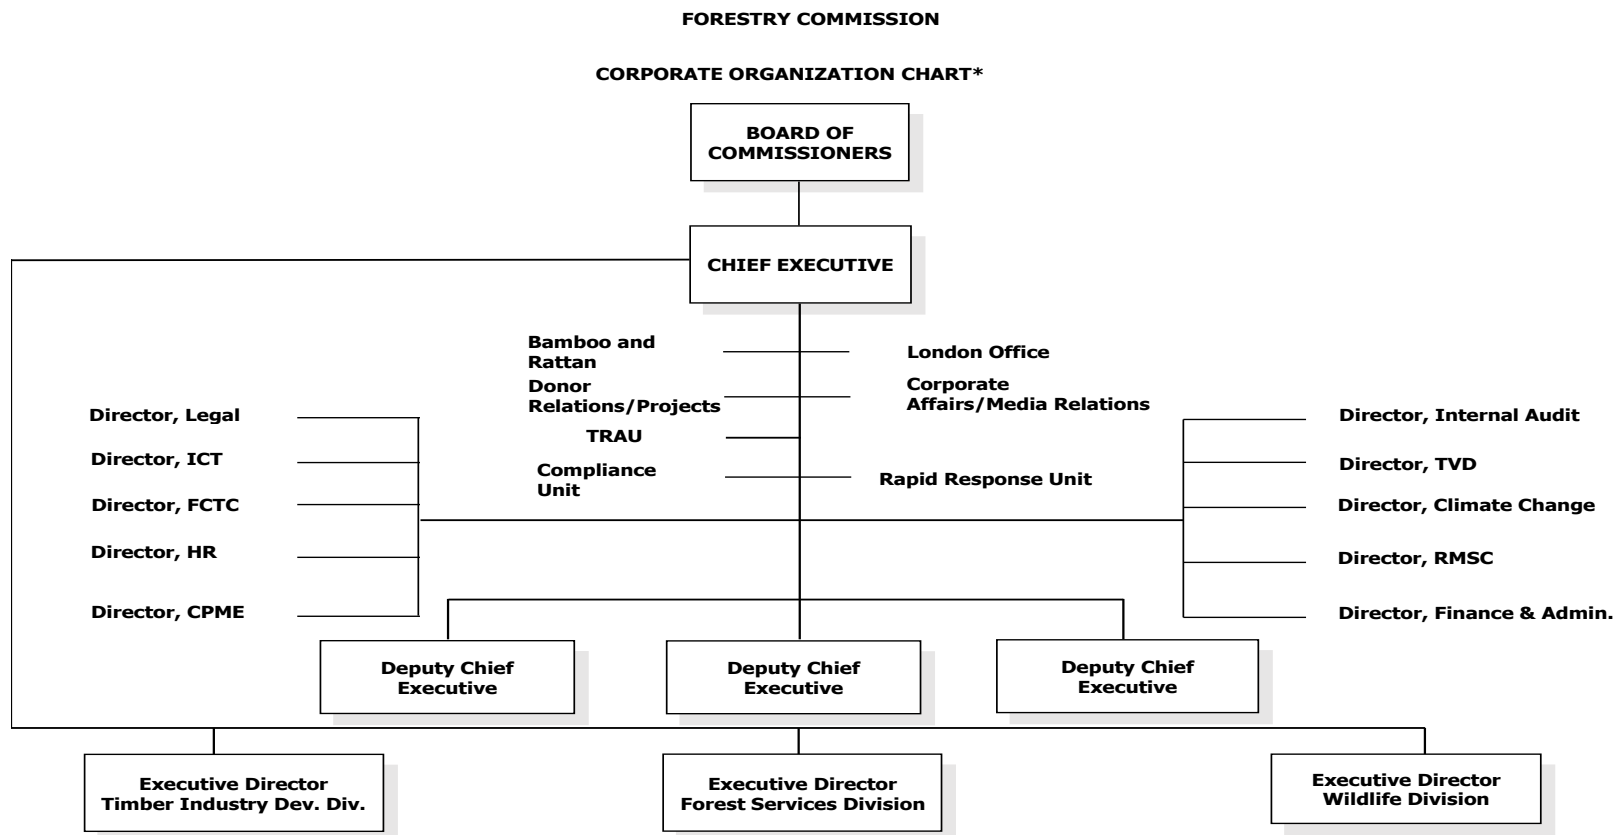 FORESTRY COMMISSION
CORPORATE ORGANIZATION CHART*
BOARD OF
COMMISSIONERS
CHIEF EXECUTIVE
Bamboo and
Rattan
London Office
Donor
Relations/Projects
Corporate
Affairs/Media Relations
TRAU
Compliance
Unit
Rapid Response Unit
Director, Legal
Director, ICT
Director, FCTC
Director, HR
Director, CPME
Director, Internal Audit
Director, TVD
Director, Climate Change
Director, RMSC
Director, Finance & Admin.
Deputy Chief
Executive
Deputy Chief
Executive
Deputy Chief
Executive
Executive Director
Timber Industry Dev. Div.
Executive Director
Forest Services Division
Executive Director
Wildlife Division